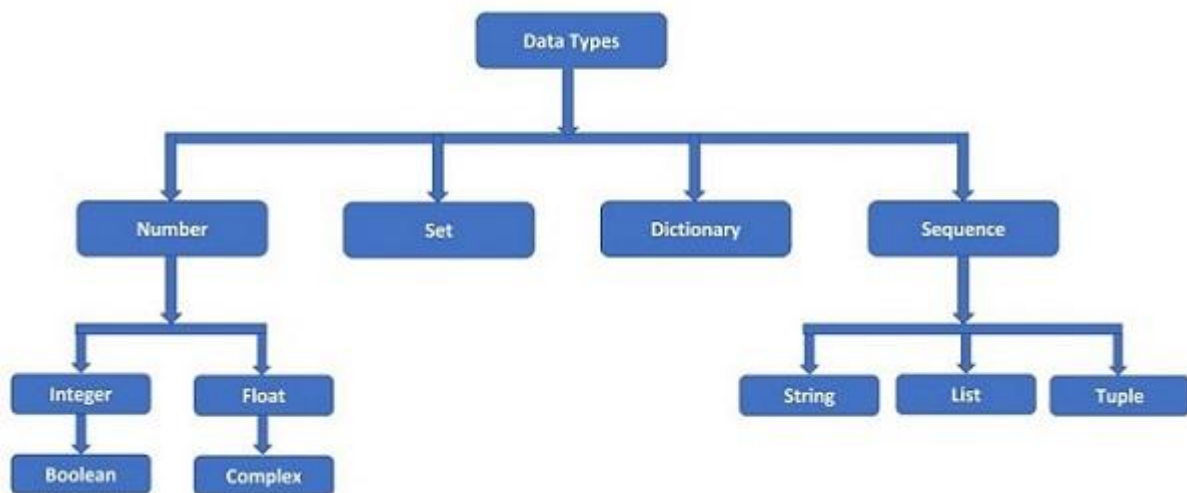 Data Types
Number
Set
Dictionary
Sequence
Integer
Float
String
List
Tuple
Boolean
Complex